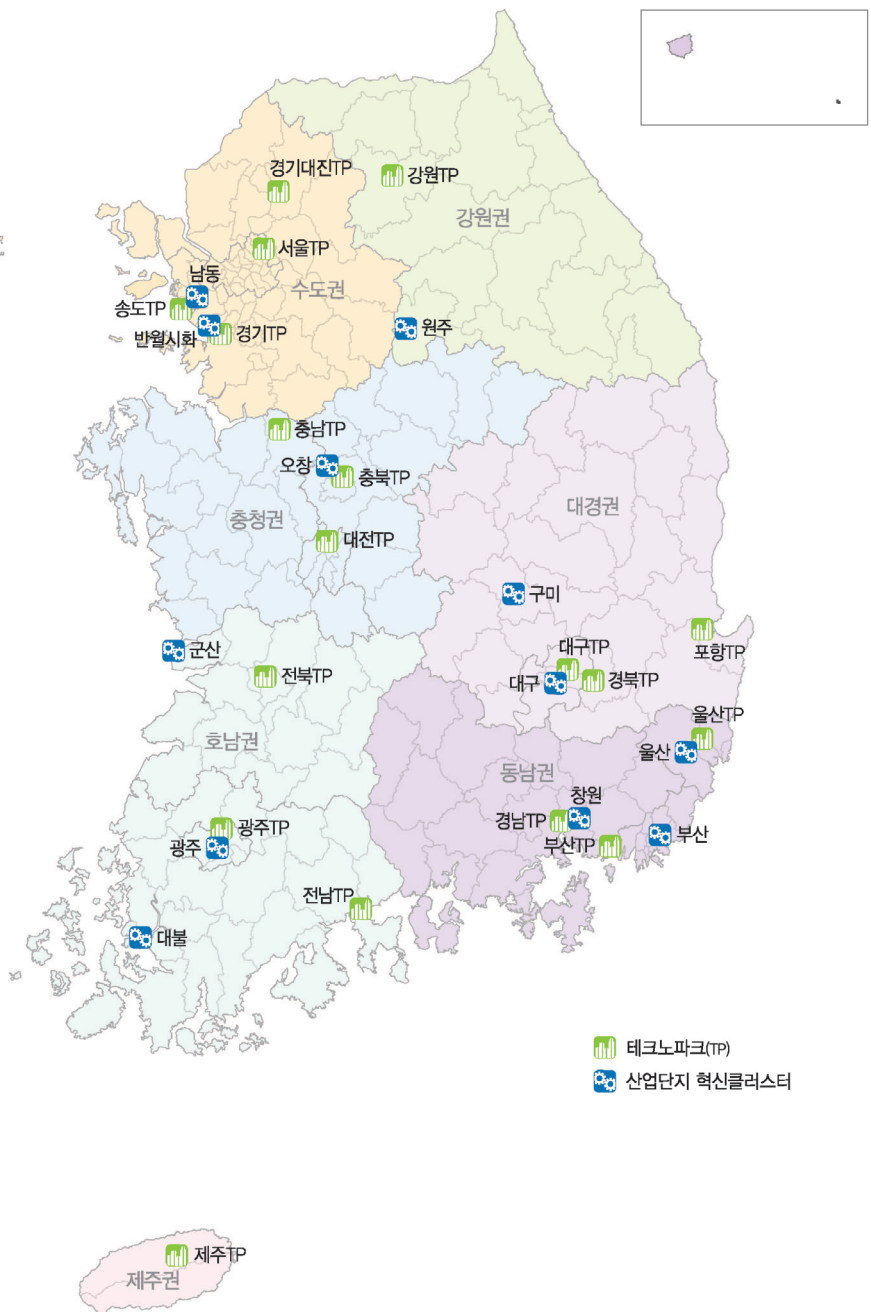 경기대진TP
강원TP
강원권
서울TP
남동
수도권
송도TP
반월시화
경기TP
원주
충남TP
오창
충북TP
충청권
대전TP
대경권
구미
군산
전북TP
대구TP
포항TP
대구
경북TP
호남권
울산TP
울산
동남권
창원
경남TP
부산TP
부산
광주TP
광주
전남TP
대불
테크노파크(TP)
산업단지 혁신클러스터
제주TP
제주권